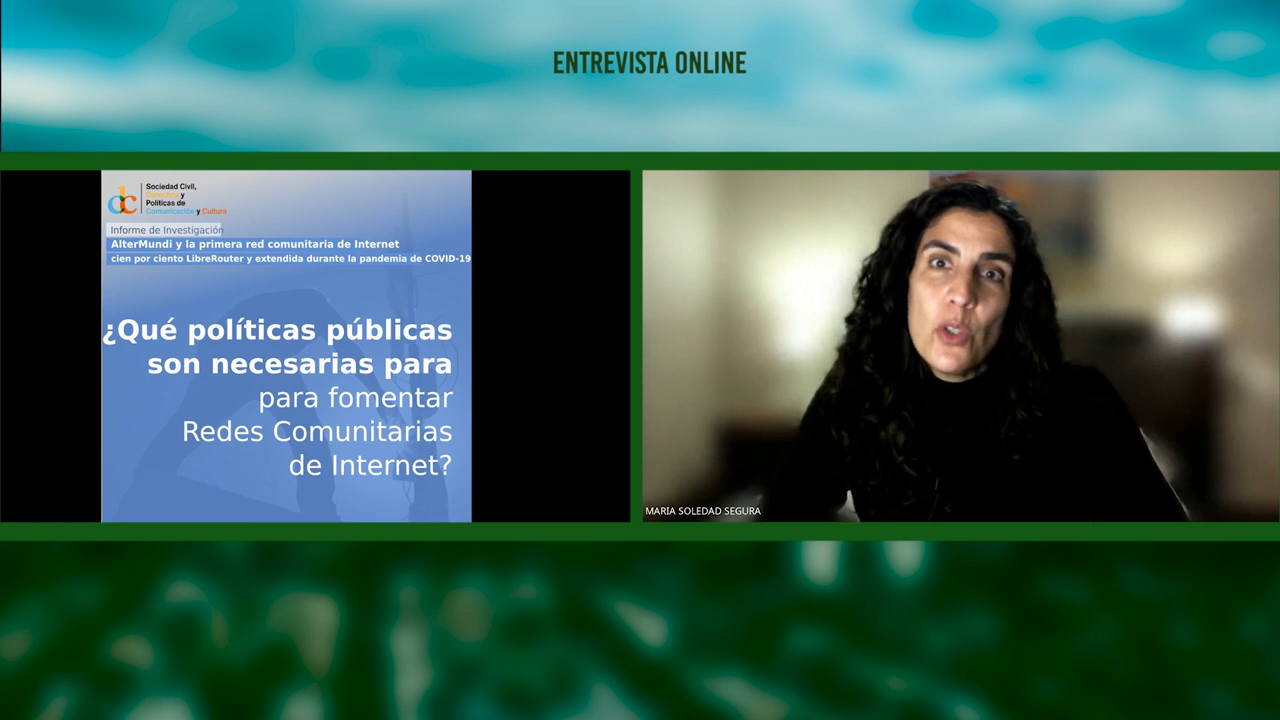 ENTREVISTA ONLINE
dc
Sociedad Civil,
Derechos y
Políticas de
Comunicación y Cultura
Informe de Investigación
AlterMundi y la primera red comunitaria de Internet
cien por ciento LibreRouter y extendida durante la pandemia de COVID-19
¿Qué políticas públicas
son necesarias para
para fomentar
Redes Comunitarias
de Internet?
MARIA SOLEDAD SEGURA